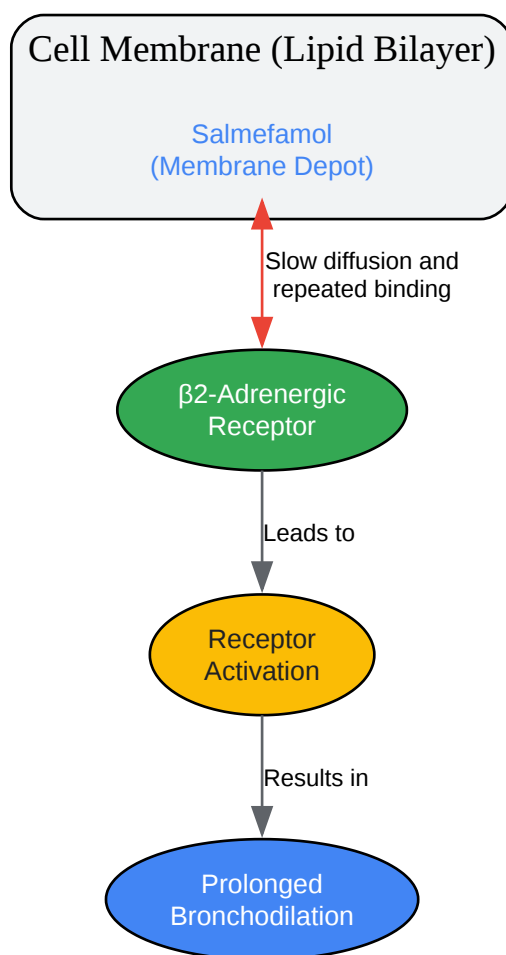 Cell Membrane (Lipid Bilayer)
Salmefamol
(Membrane Depot)
Slow diffusion and
repeated binding
β2-Adrenergic
Receptor
Leads to
Receptor
Activation
Results in
Prolonged
Bronchodilation